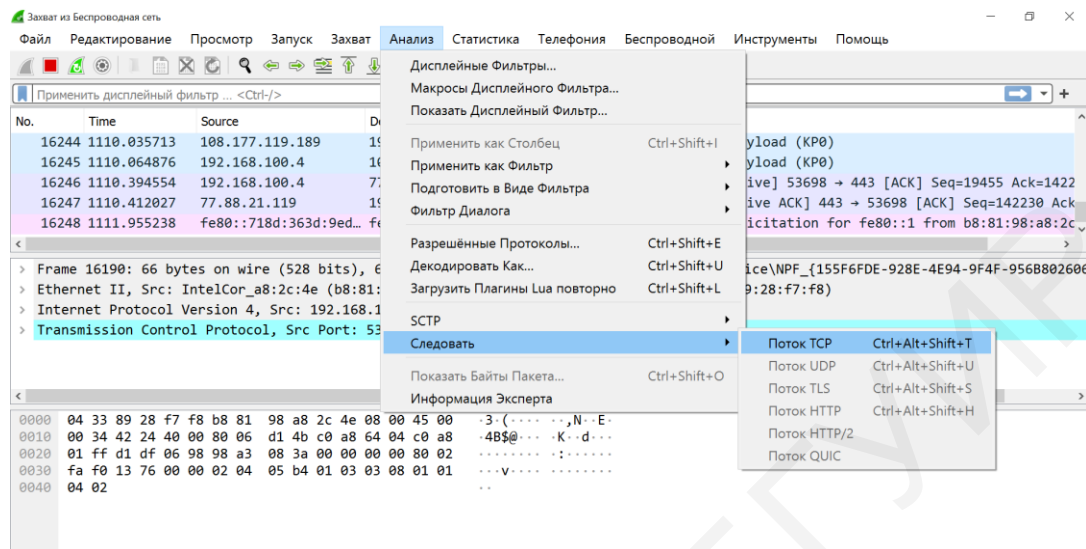 Захват из Беспроводная сеть
Файл Редактирование Просмотр Запуск Захват Анализ Статистика Телефония Беспроводной Инструменты Помощь
Применить дисплейный фильтр ... <Ctrl-/>
No. Time Source De
16244 1110.035713 108.177.119.189 19 yload (KP0)
16245 1110.064876 192.168.100.4 10 yload (KP0)
16246 1110.394554 192.168.100.4 77 ive] 53698 → 443 [ACK] Seq=19455 Ack=1422
16247 1110.412027 77.88.21.119 19 ive ACK] 443 → 53698 [ACK] Seq=142230 Ack
16248 1111.955238 fe80::718d:363d:9ed… fe icitation for fe80::1 from b8:81:98:a8:2c
Дисплейные Фильтры...
Макросы Дисплейного Фильтра...
Показать Дисплейный Фильтр...
Применить как Столбец Ctrl+Shift+I
Применить как Фильтр
Подготовить в Виде Фильтра
Фильтр Диалога
Разрешённые Протоколы... Ctrl+Shift+E
Декодировать Как... Ctrl+Shift+U
Загрузить Плагины Lua повторно Ctrl+Shift+L
SCTP
Следовать
Показать Байты Пакета... Ctrl+Shift+O
Информация Эксперта
Поток TCP Ctrl+Alt+Shift+T
Поток UDP Ctrl+Alt+Shift+U
Поток TLS Ctrl+Alt+Shift+S
Поток HTTP Ctrl+Alt+Shift+H
Поток HTTP/2
Поток QUIC
Frame 16190: 66 bytes on wire (528 bits), 6 ice\NPF_{155F6FDE-928E-4E94-9F4F-956B802606
Ethernet II, Src: IntelCor_a8:2c:4e (b8:81: 9:28:f7:f8)
Internet Protocol Version 4, Src: 192.168.1
Transmission Control Protocol, Src Port: 53
0000 04 33 89 28 f7 f8 b8 81 98 a8 2c 4e 08 00 45 00 ·3·(···· ··,N··E·
0010 00 34 42 24 40 00 80 06 d1 4b c0 a8 64 04 c0 a8 ·4B$@··· ·K··d···
0020 01 ff d1 df 06 98 98 a3 08 3a 00 00 00 00 80 02 ········ ·:······
0030 fa f0 13 76 00 00 02 04 05 b4 01 03 03 08 01 01 ···v···· ········
0040 04 02 ··